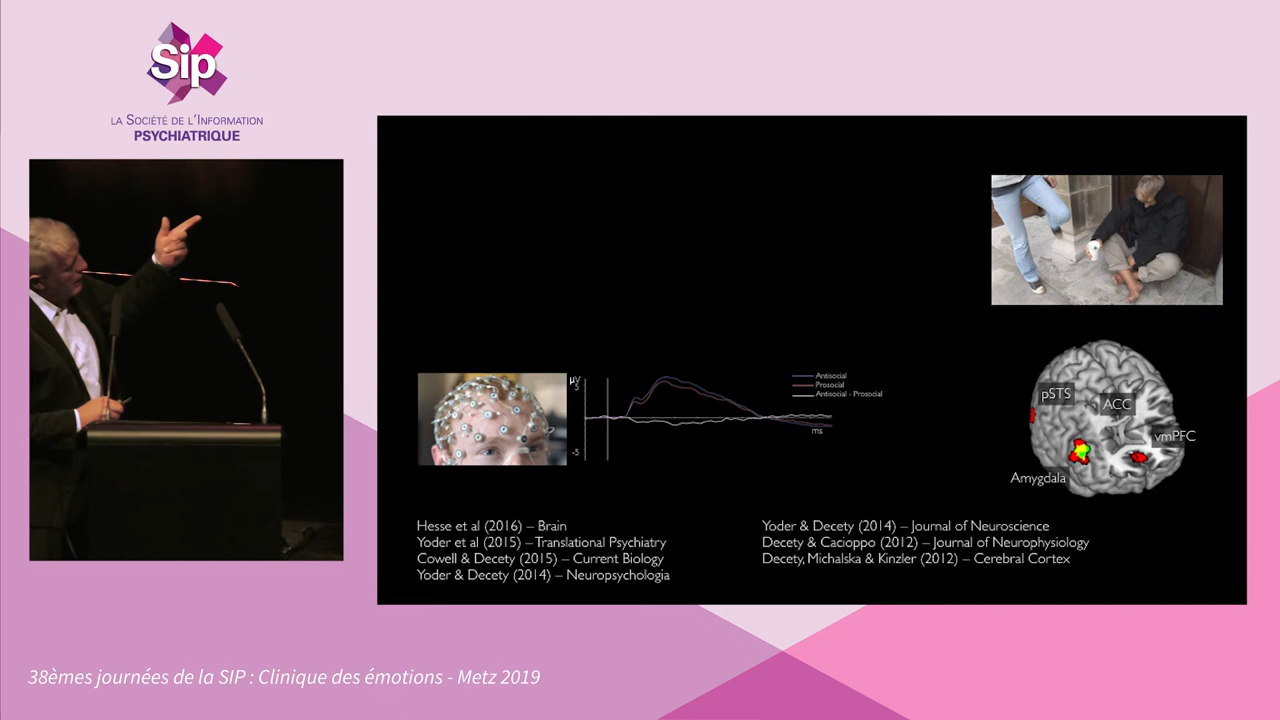 Sip
LA SOCIÉTÉ DE L'INFORMATION
PSYCHIATRIQUE
µV
5
-5
Antisocial
Prosocial
Antisocial - Prosocial
ms
pSTS
ACC
vmPFC
Amygdala
Hesse et al (2016) – Brain
Yoder et al (2015) – Translational Psychiatry
Cowell & Decety (2015) – Current Biology
Yoder & Decety (2014) – Neuropsychologia
Yoder & Decety (2014) – Journal of Neuroscience
Decety & Cacioppo (2012) – Journal of Neurophysiology
Decety, Michalska & Kinzler (2012) – Cerebral Cortex
38èmes journées de la SIP : Clinique des émotions - Metz 2019